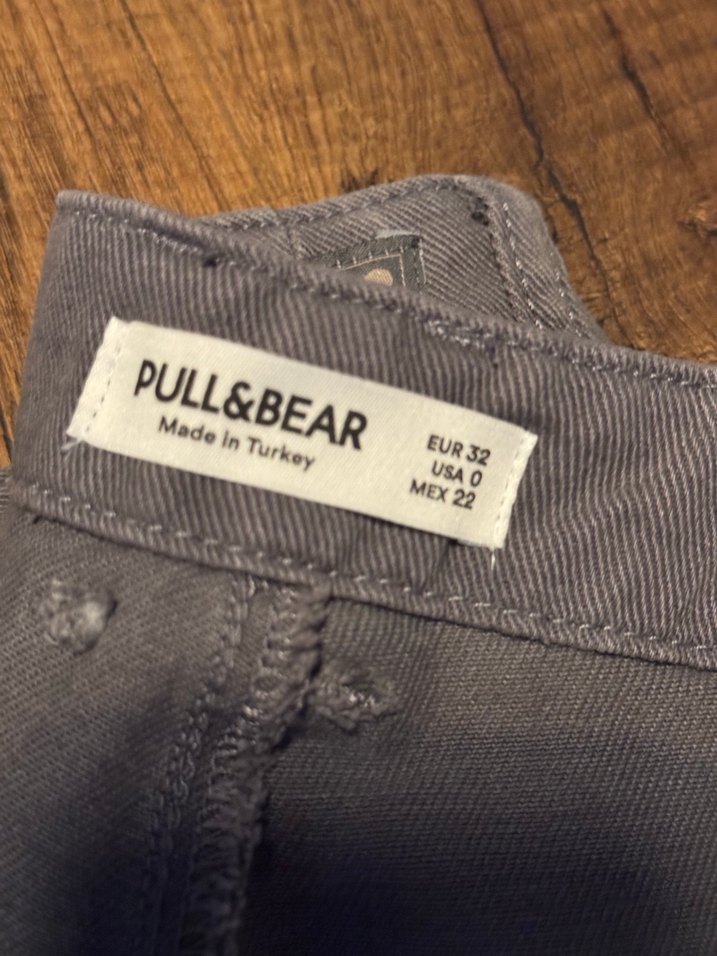 PULL&BEAR
Made in Turkey
EUR 32
USA 0
MEX 22